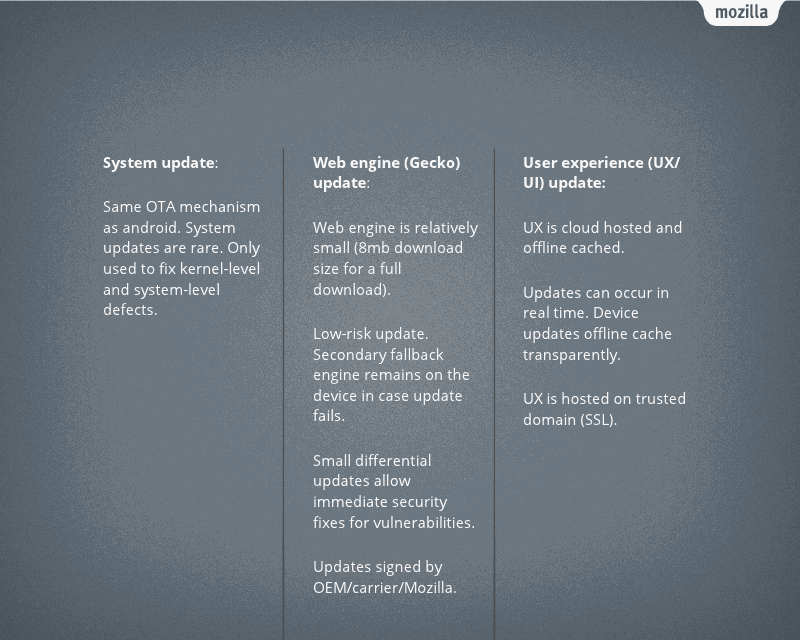 mozilla
System update:
Same OTA mechanism
as android. System
updates are rare. Only
used to fix kernel-level
and system-level
defects.
Web engine (Gecko)
update:
Web engine is relatively
small (8mb download
size for a full
download).
Low-risk update.
Secondary fallback
engine remains on the
device in case update
fails.
Small differential
updates allow
immediate security
fixes for vulnerabilities.
Updates signed by
OEM/carrier/Mozilla.
User experience (UX/
UI) update:
UX is cloud hosted and
offline cached.
Updates can occur in
real time. Device
updates offline cache
transparently.
UX is hosted on trusted
domain (SSL).